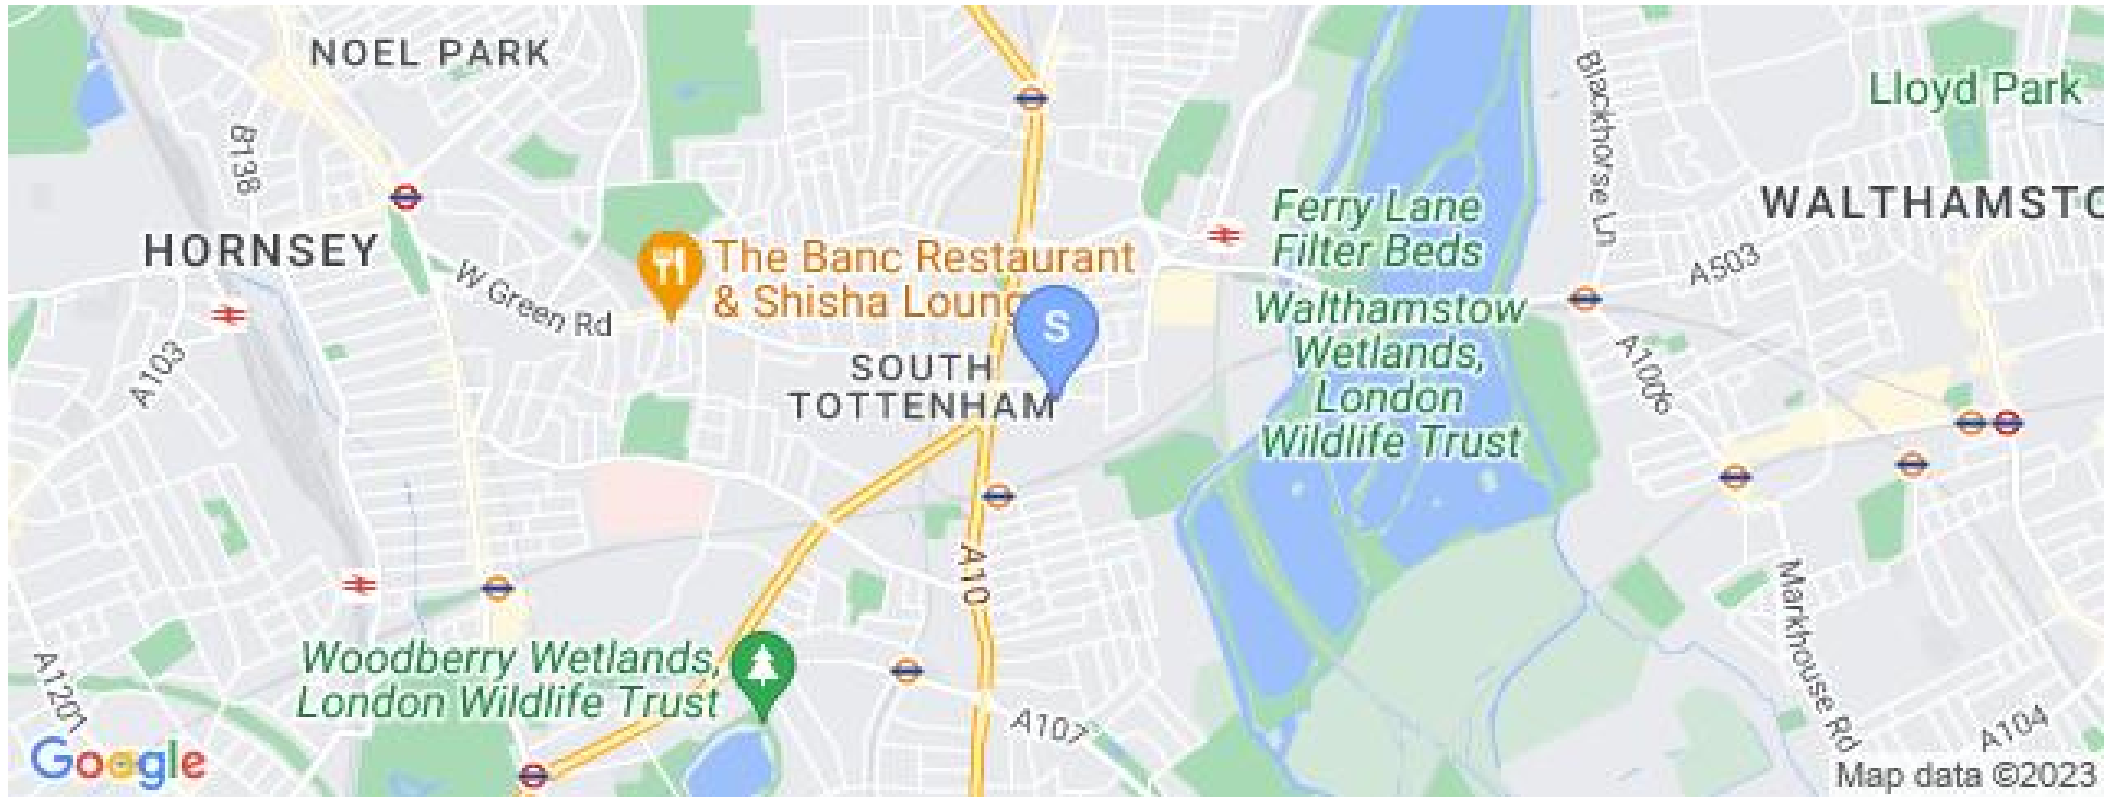 NOEL PARK
Lloyd Park
B138
Blackhorse Ln
WALTHAMSTO
Ferry Lane
Filter Beds
HORNSEY
The Banc Restaurant
& Shisha Loung
W Green Rd
A503
S
Walthamstow
Wetlands,
London
Wildlife Trust
A103
SOUTH
TOTTENHAM
A1006
A10
Markhouse Rd
Woodberry Wetlands,
London Wildlife Trust
A1201
A107
A104
Google
Map data ©2023